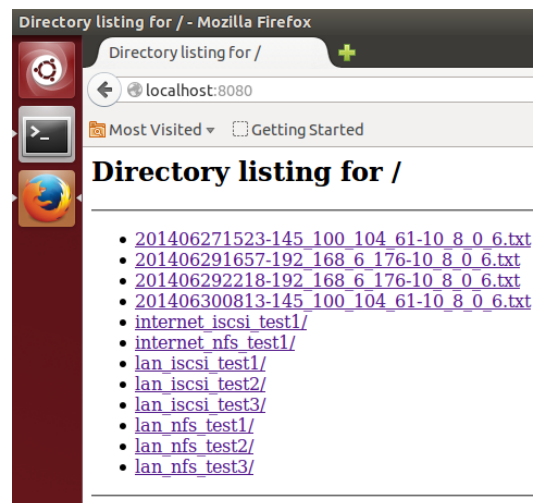 Directory listing for / - Mozilla Firefox
Directory listing for /
localhost:8080
Most Visited
Getting Started
Directory listing for /
201406271523-145_100_104_61-10_8_0_6.txt
201406291657-192_168_6_176-10_8_0_6.txt
201406292218-192_168_6_176-10_8_0_6.txt
201406300813-145_100_104_61-10_8_0_6.txt
internet_iscsi_test1/
internet_nfs_test1/
lan_iscsi_test1/
lan_iscsi_test2/
lan_iscsi_test3/
lan_nfs_test1/
lan_nfs_test2/
lan_nfs_test3/